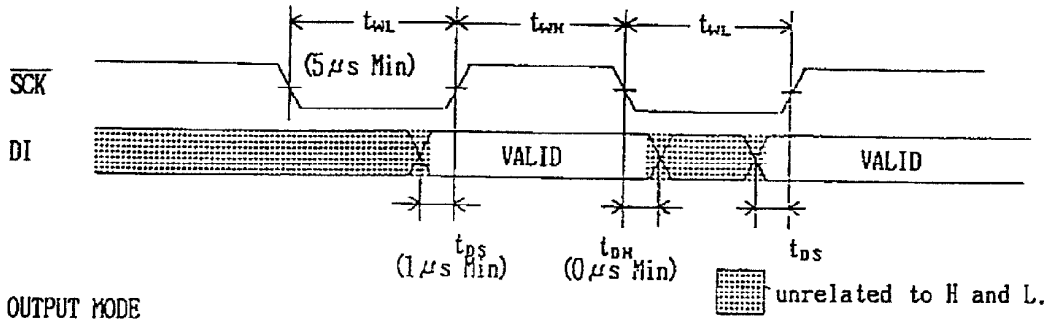 tWL tWH tWL
(5μs Min)
SCK
DI VALID VALID
tDS tDH tDS
(1μs Min) (0μs Min)
unrelated to H and L.
OUTPUT MODE